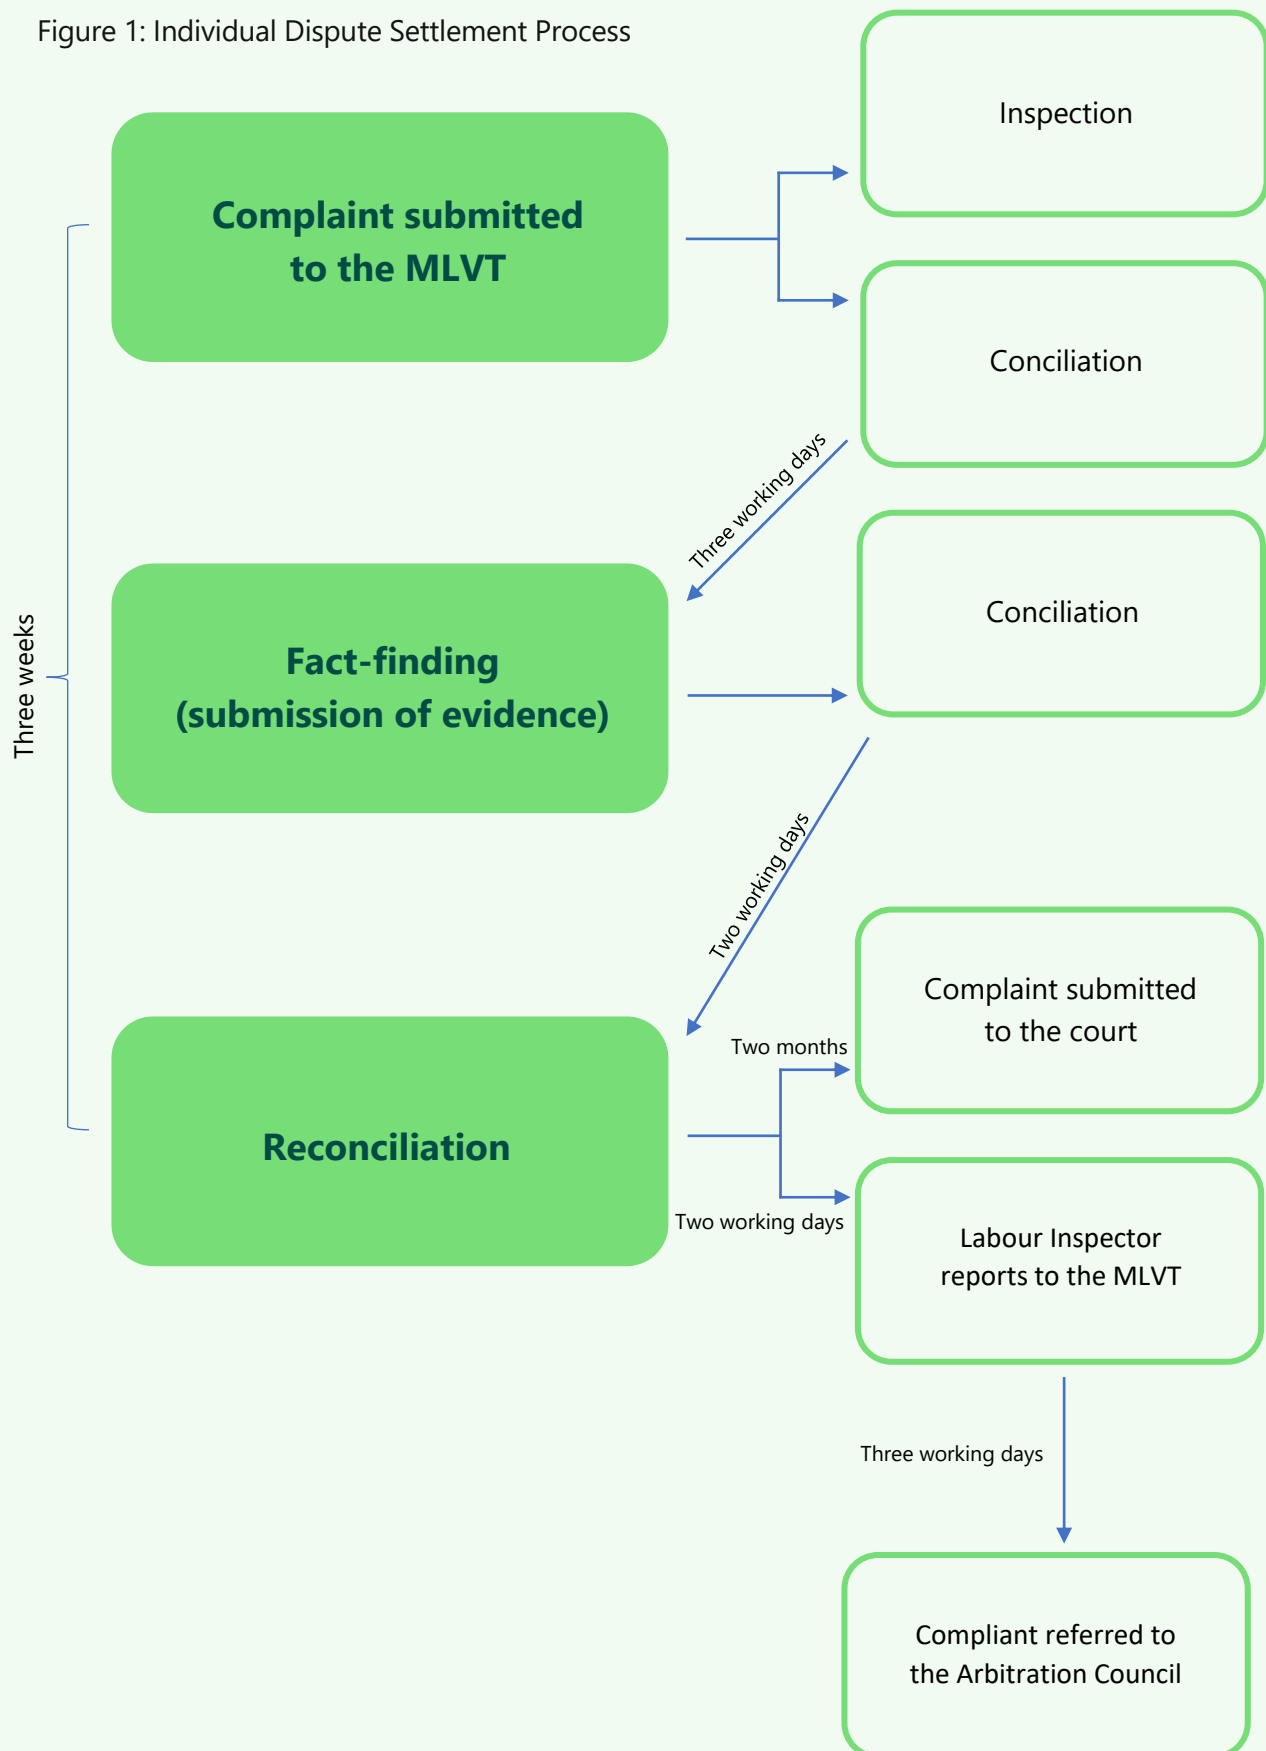 Figure 1: Individual Dispute Settlement Process
Inspection
Complaint submitted
to the MLVT
Conciliation
Three working days
Conciliation
Three weeks
Fact-finding
(submission of evidence)
Two working days
Complaint submitted
to the court
Two months
Reconciliation
Two working days
Labour Inspector
reports to the MLVT
Three working days
Compliant referred to
the Arbitration Council